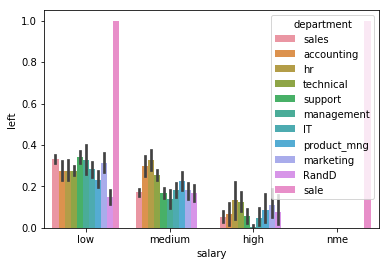 department
sales
accounting
hr
technical
support
management
IT
product_mng
marketing
RandD
sale
1.0
0.8
0.6
0.4
0.2
0.0
left
low medium high nme
salary